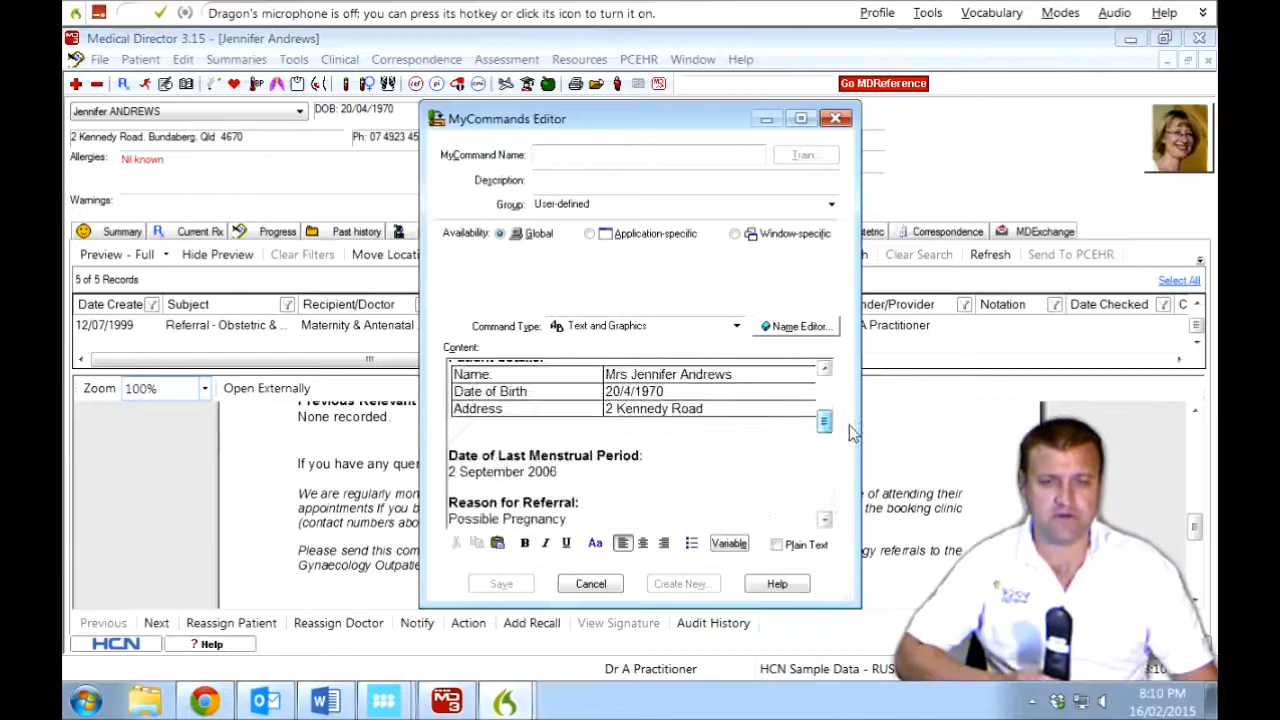 Dragon's microphone is off; you can press its hotkey or click its icon to turn it on.
Profile Tools Vocabulary Modes Audio Help
Medical Director 3.15 - [Jennifer Andrews]
File Patient Edit Summaries Tools Clinical Correspondence Assessment Resources PCEHR Window Help
Go MDReference
Jennifer ANDREWS DOB: 20/04/1970
2 Kennedy Road. Bundaberg. Qld 4670 Ph: 07 4923 45
Allergies: Nil known
Warnings:
Summary Current Rx Progress Past history Correspondence MDExchange
Preview - Full Hide Preview Clear Filters Move Locati Clear Search Refresh Send To PCEHR
5 of 5 Records Select All
Date Create Subject Recipient/Doctor nder/Provider Notation Date Checked C
12/07/1999 Referral - Obstetric & ... Maternity & Antenatal A Practitioner
Zoom 100% Open Externally
Previous Relevant
None recorded.
If you have any quer
We are regularly mon
appointments If you b
(contact numbers abo
Please send this com
Gynaecology Outpatie
e of attending their
the booking clinic
gy referrals to the
MyCommands Editor
MyCommand Name: Train...
Description:
Group: User-defined
Availability: Global Application-specific Window-specific
Command Type: Text and Graphics Name Editor...
Content:
Name. Mrs Jennifer Andrews
Date of Birth 20/4/1970
Address 2 Kennedy Road
Date of Last Menstrual Period:
2 September 2006
Reason for Referral:
Possible Pregnancy
B I U Aa Variable Plain Text
Save Cancel Create New... Help
Previous Next Reassign Patient Reassign Doctor Notify Action Add Recall View Signature Audit History
HCN ? Help
Dr A Practitioner HCN Sample Data - RUS
8:10 PM
16/02/2015